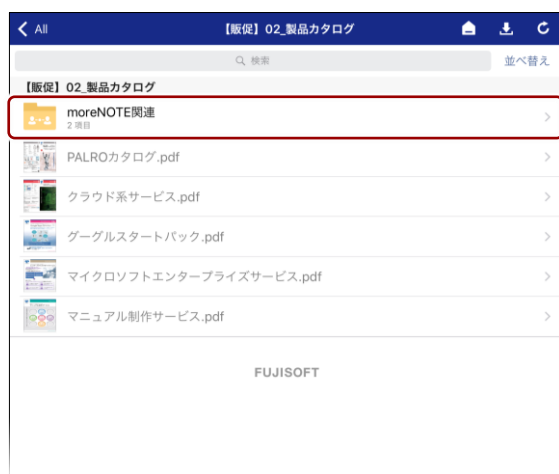 All
【販促】02_製品カタログ
検索
並べ替え
【販促】02_製品カタログ
moreNOTE関連
2 項目
PALROカタログ.pdf
クラウド系サービス.pdf
グーグルスタートパック.pdf
マイクロソフトエンタープライズサービス.pdf
マニュアル制作サービス.pdf
FUJISOFT